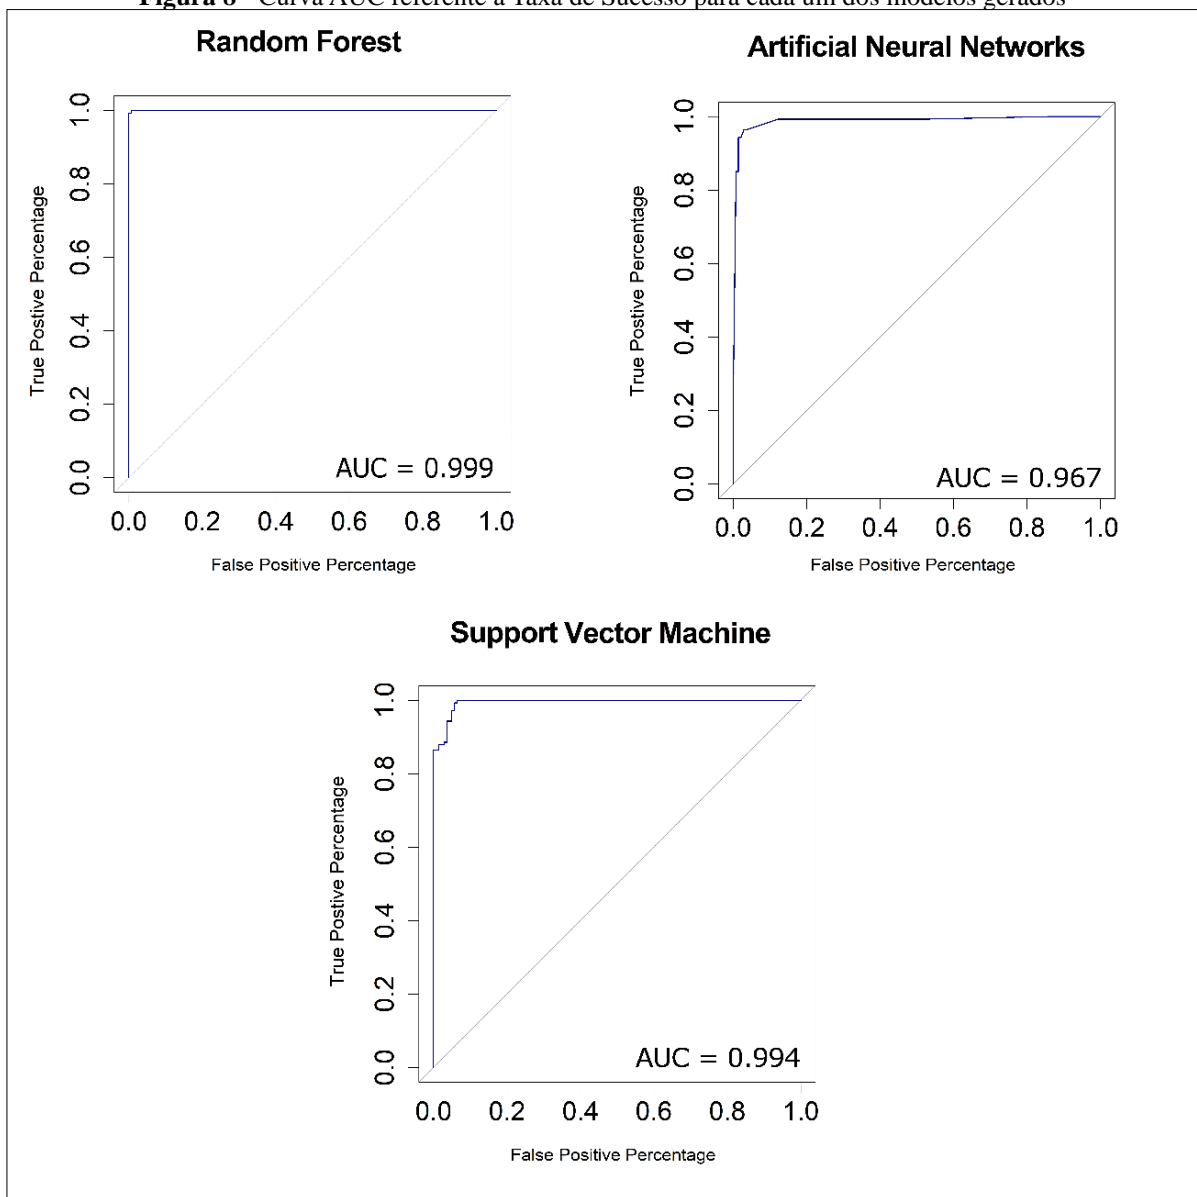 Figura 8 - Curva AUC referente à Taxa de Sucesso para cada um dos modelos gerados
Random Forest
True Postive Percentage
1.0
0.8
0.6
0.4
0.2
0.0
AUC = 0.999
0.0 0.2 0.4 0.6 0.8 1.0
False Positive Percentage
Artificial Neural Networks
True Postive Percentage
1.0
0.8
0.6
0.4
0.2
0.0
AUC = 0.967
0.0 0.2 0.4 0.6 0.8 1.0
False Positive Percentage
Support Vector Machine
True Postive Percentage
1.0
0.8
0.6
0.4
0.2
0.0
AUC = 0.994
0.0 0.2 0.4 0.6 0.8 1.0
False Positive Percentage